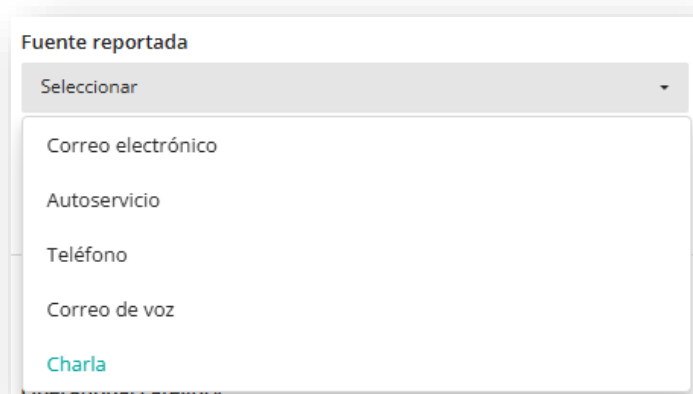 Fuente reportada
Seleccionar
Correo electrónico
Autoservicio
Teléfono
Correo de voz
Charla